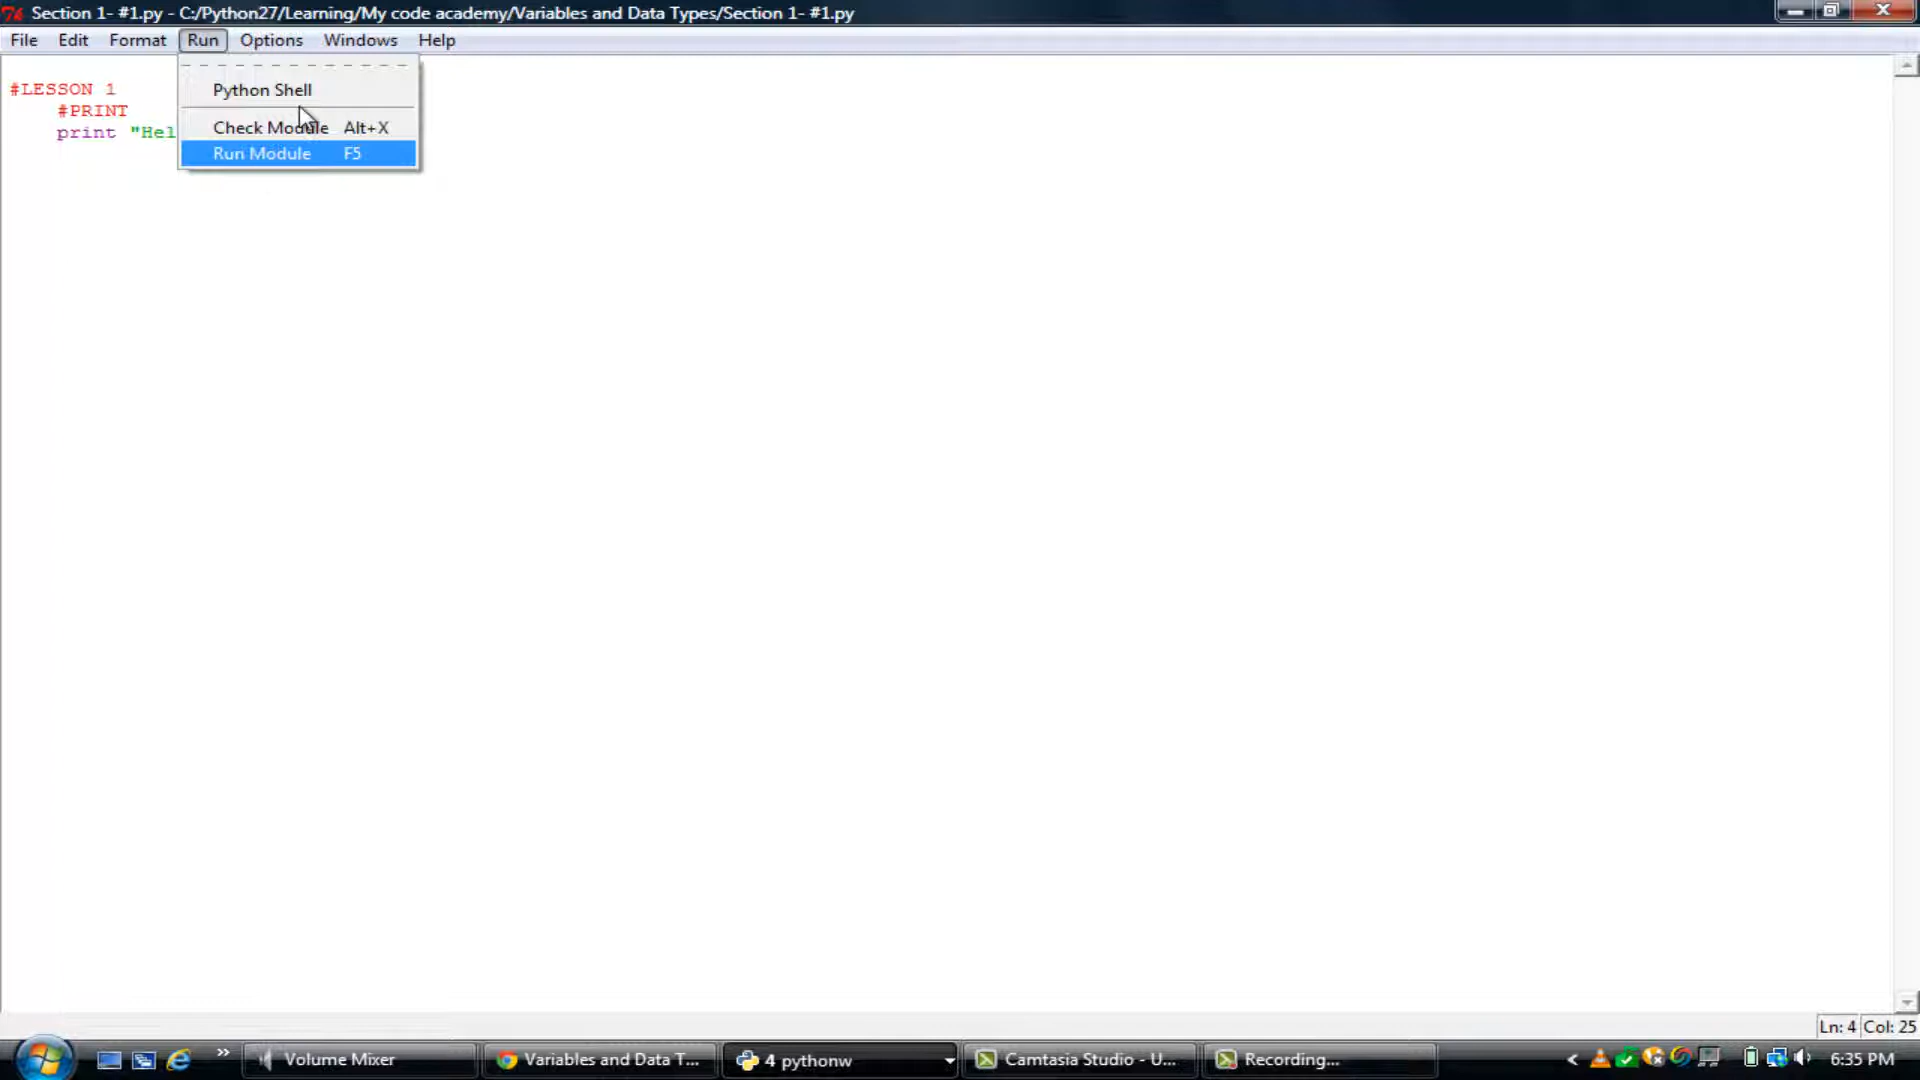 Section 1- #1.py - C:/Python27/Learning/My code academy/Variables and Data Types/Section 1- #1.py
File Edit Format Run Options Windows Help
#LESSON 1
#PRINT
print "Hel
Python Shell
Check Module Alt+X
Run Module F5
Ln: 4 Col: 25
Volume Mixer
Variables and Data T...
4 pythonw
Camtasia Studio - U...
Recording...
6:35 PM